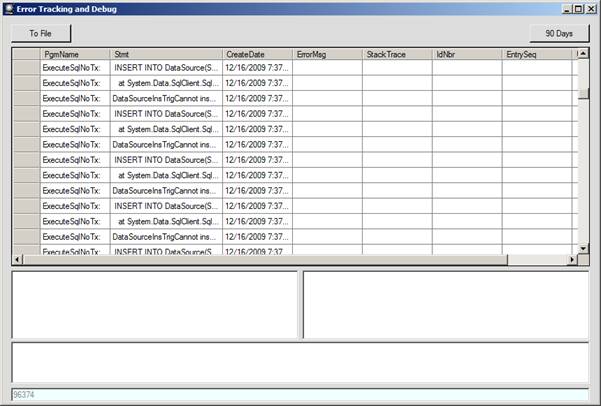 Error Tracking and Debug
To File 90 Days
PgmName Stmt CreateDate ErrorMsg StackTrace IdNbr EntrySeq
ExecuteSqlNoTx: INSERT INTO DataSource(S... 12/16/2009 7:37...
ExecuteSqlNoTx: at System.Data.SqlClient.Sql... 12/16/2009 7:37...
ExecuteSqlNoTx: DataSourceInsTrigCannot ins... 12/16/2009 7:37...
ExecuteSqlNoTx: INSERT INTO DataSource(S... 12/16/2009 7:37...
ExecuteSqlNoTx: at System.Data.SqlClient.Sql... 12/16/2009 7:37...
ExecuteSqlNoTx: DataSourceInsTrigCannot ins... 12/16/2009 7:37...
ExecuteSqlNoTx: INSERT INTO DataSource(S... 12/16/2009 7:37...
ExecuteSqlNoTx: at System.Data.SqlClient.Sql... 12/16/2009 7:37...
ExecuteSqlNoTx: DataSourceInsTrigCannot ins... 12/16/2009 7:37...
ExecuteSqlNoTx: INSERT INTO DataSource(S... 12/16/2009 7:37...
ExecuteSqlNoTx: at System.Data.SqlClient.Sql... 12/16/2009 7:37...
ExecuteSqlNoTx: DataSourceInsTrigCannot ins... 12/16/2009 7:37...
ExecuteSqlNoTx: INSERT INTO DataSource(S... 12/16/2009 7:37...
96374